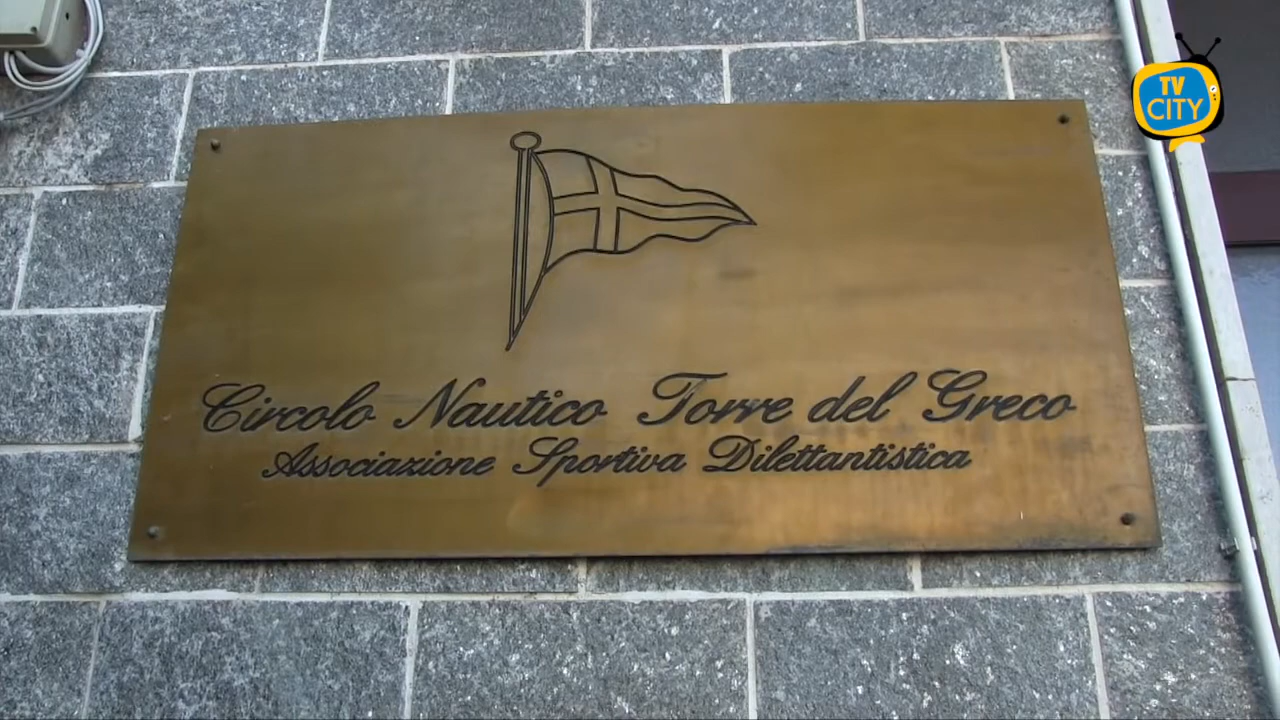 TV
CITY
Circolo Nautico Torre del Greco
Associazione Sportiva Dilettantistica